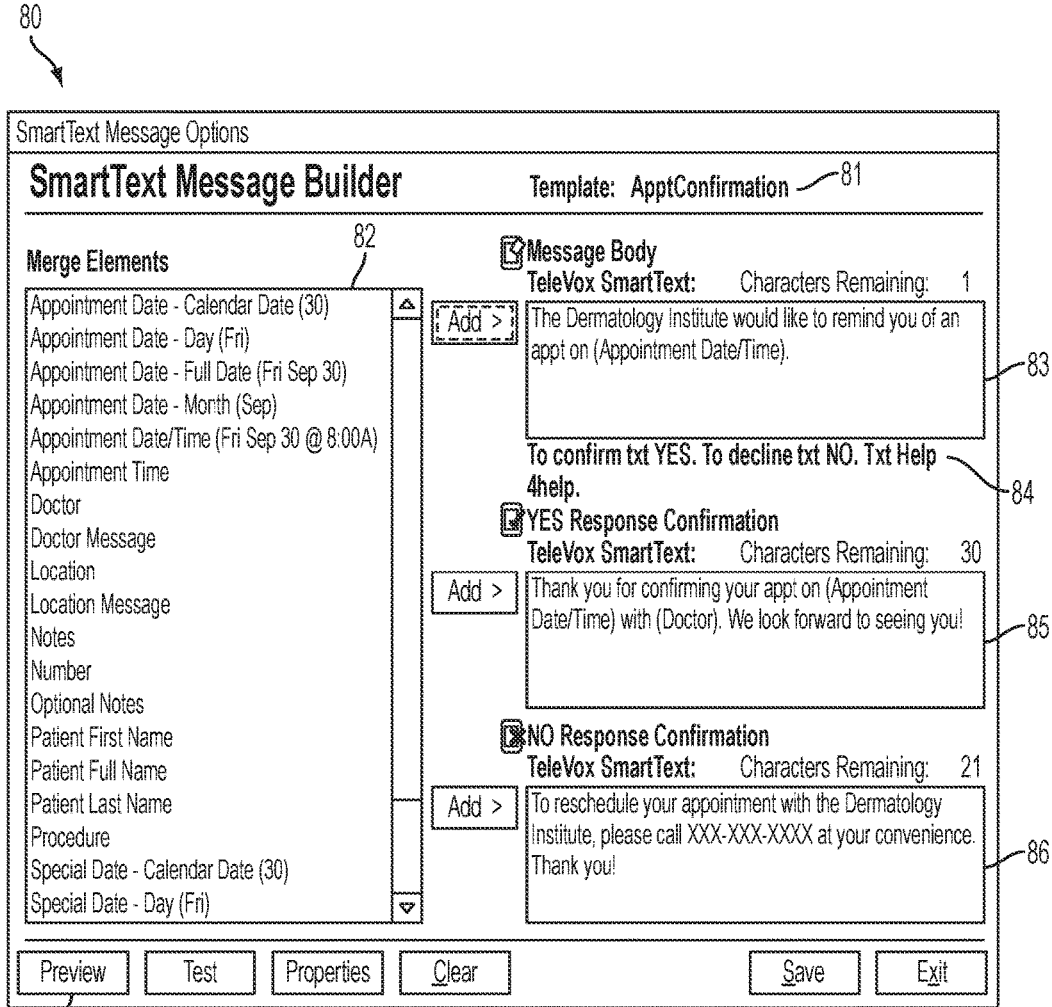 80
SmartText Message Options
SmartText Message Builder
Template: ApptConfirmation
81
Merge Elements
82
Appointment Date - Calendar Date (30)
Appointment Date - Day (Fri)
Appointment Date - Full Date (Fri Sep 30)
Appointment Date - Month (Sep)
Appointment Date/Time (Fri Sep 30 @ 8:00A)
Appointment Time
Doctor
Doctor Message
Location
Location Message
Notes
Number
Optional Notes
Patient First Name
Patient Full Name
Patient Last Name
Procedure
Special Date - Calendar Date (30)
Special Date - Day (Fri)
Message Body
TeleVox SmartText: Characters Remaining: 1
Add >
The Dermatology Institute would like to remind you of an
appt on (Appointment Date/Time).
83
To confirm txt YES. To decline txt NO. Txt Help
4help.
84
YES Response Confirmation
TeleVox SmartText: Characters Remaining: 30
Add >
Thank you for confirming your appt on (Appointment
Date/Time) with (Doctor). We look forward to seeing you!
85
NO Response Confirmation
TeleVox SmartText: Characters Remaining: 21
Add >
To reschedule your appointment with the Dermatology
Institute, please call XXX-XXX-XXXX at your convenience.
Thank you!
86
Preview Test Properties Clear Save Exit